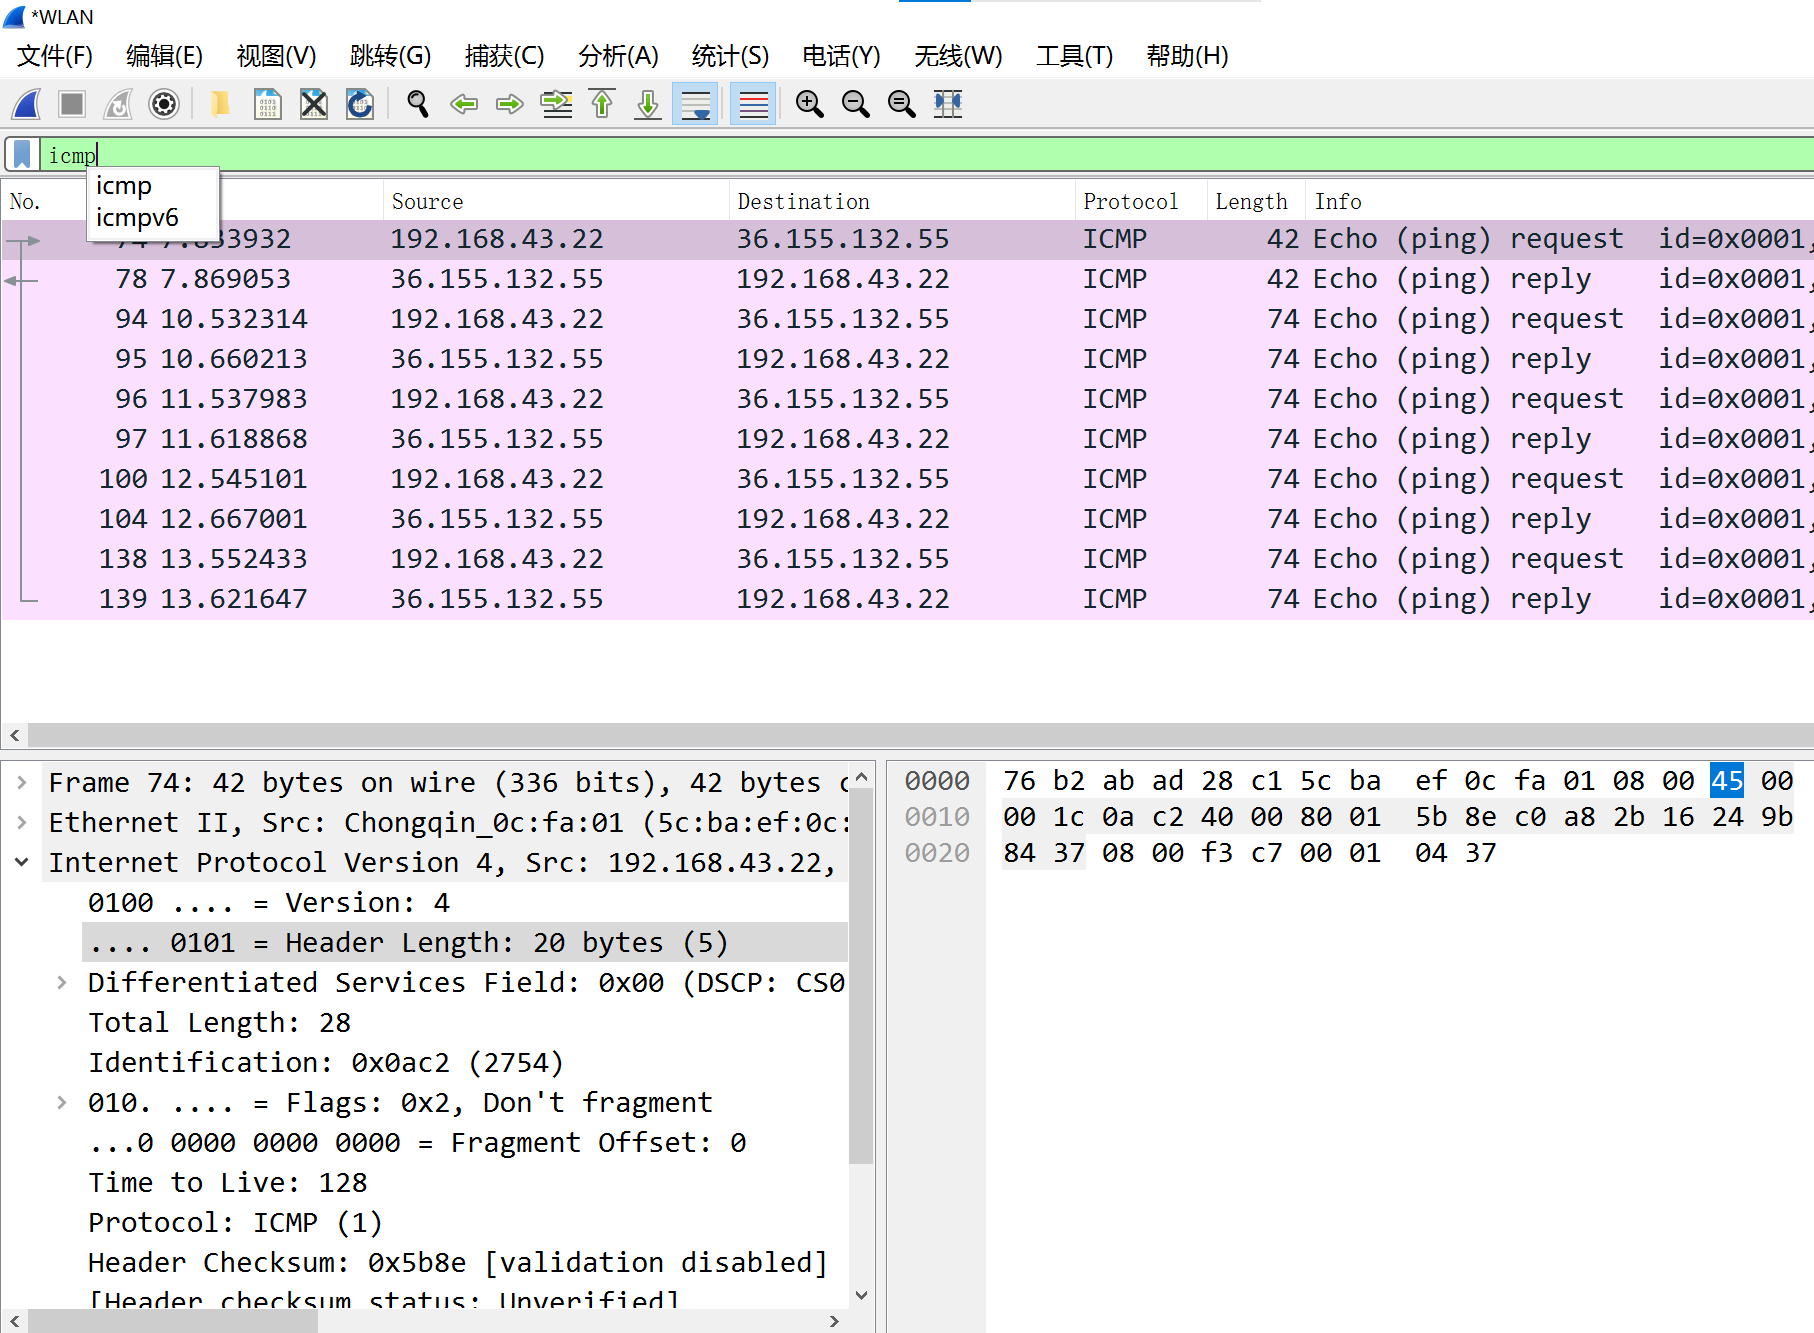 *WLAN
文件(F) 编辑(E) 视图(V) 跳转(G) 捕获(C) 分析(A) 统计(S) 电话(Y) 无线(W) 工具(T) 帮助(H)
icmp
icmp
icmpv6
No. Source Destination Protocol Length Info
74 7.833932 192.168.43.22 36.155.132.55 ICMP 42 Echo (ping) request id=0x0001,
78 7.869053 36.155.132.55 192.168.43.22 ICMP 42 Echo (ping) reply id=0x0001,
94 10.532314 192.168.43.22 36.155.132.55 ICMP 74 Echo (ping) request id=0x0001,
95 10.660213 36.155.132.55 192.168.43.22 ICMP 74 Echo (ping) reply id=0x0001,
96 11.537983 192.168.43.22 36.155.132.55 ICMP 74 Echo (ping) request id=0x0001,
97 11.618868 36.155.132.55 192.168.43.22 ICMP 74 Echo (ping) reply id=0x0001,
100 12.545101 192.168.43.22 36.155.132.55 ICMP 74 Echo (ping) request id=0x0001,
104 12.667001 36.155.132.55 192.168.43.22 ICMP 74 Echo (ping) reply id=0x0001,
138 13.552433 192.168.43.22 36.155.132.55 ICMP 74 Echo (ping) request id=0x0001,
139 13.621647 36.155.132.55 192.168.43.22 ICMP 74 Echo (ping) reply id=0x0001,
Frame 74: 42 bytes on wire (336 bits), 42 bytes c
Ethernet II, Src: Chongqin_0c:fa:01 (5c:ba:ef:0c:
Internet Protocol Version 4, Src: 192.168.43.22,
0100 .... = Version: 4
.... 0101 = Header Length: 20 bytes (5)
Differentiated Services Field: 0x00 (DSCP: CS0
Total Length: 28
Identification: 0x0ac2 (2754)
010. .... = Flags: 0x2, Don't fragment
...0 0000 0000 0000 = Fragment Offset: 0
Time to Live: 128
Protocol: ICMP (1)
Header Checksum: 0x5b8e [validation disabled]
[Header checksum status: Unverified]
0000 76 b2 ab ad 28 c1 5c ba ef 0c fa 01 08 00 45 00
0010 00 1c 0a c2 40 00 80 01 5b 8e c0 a8 2b 16 24 9b
0020 84 37 08 00 f3 c7 00 01 04 37